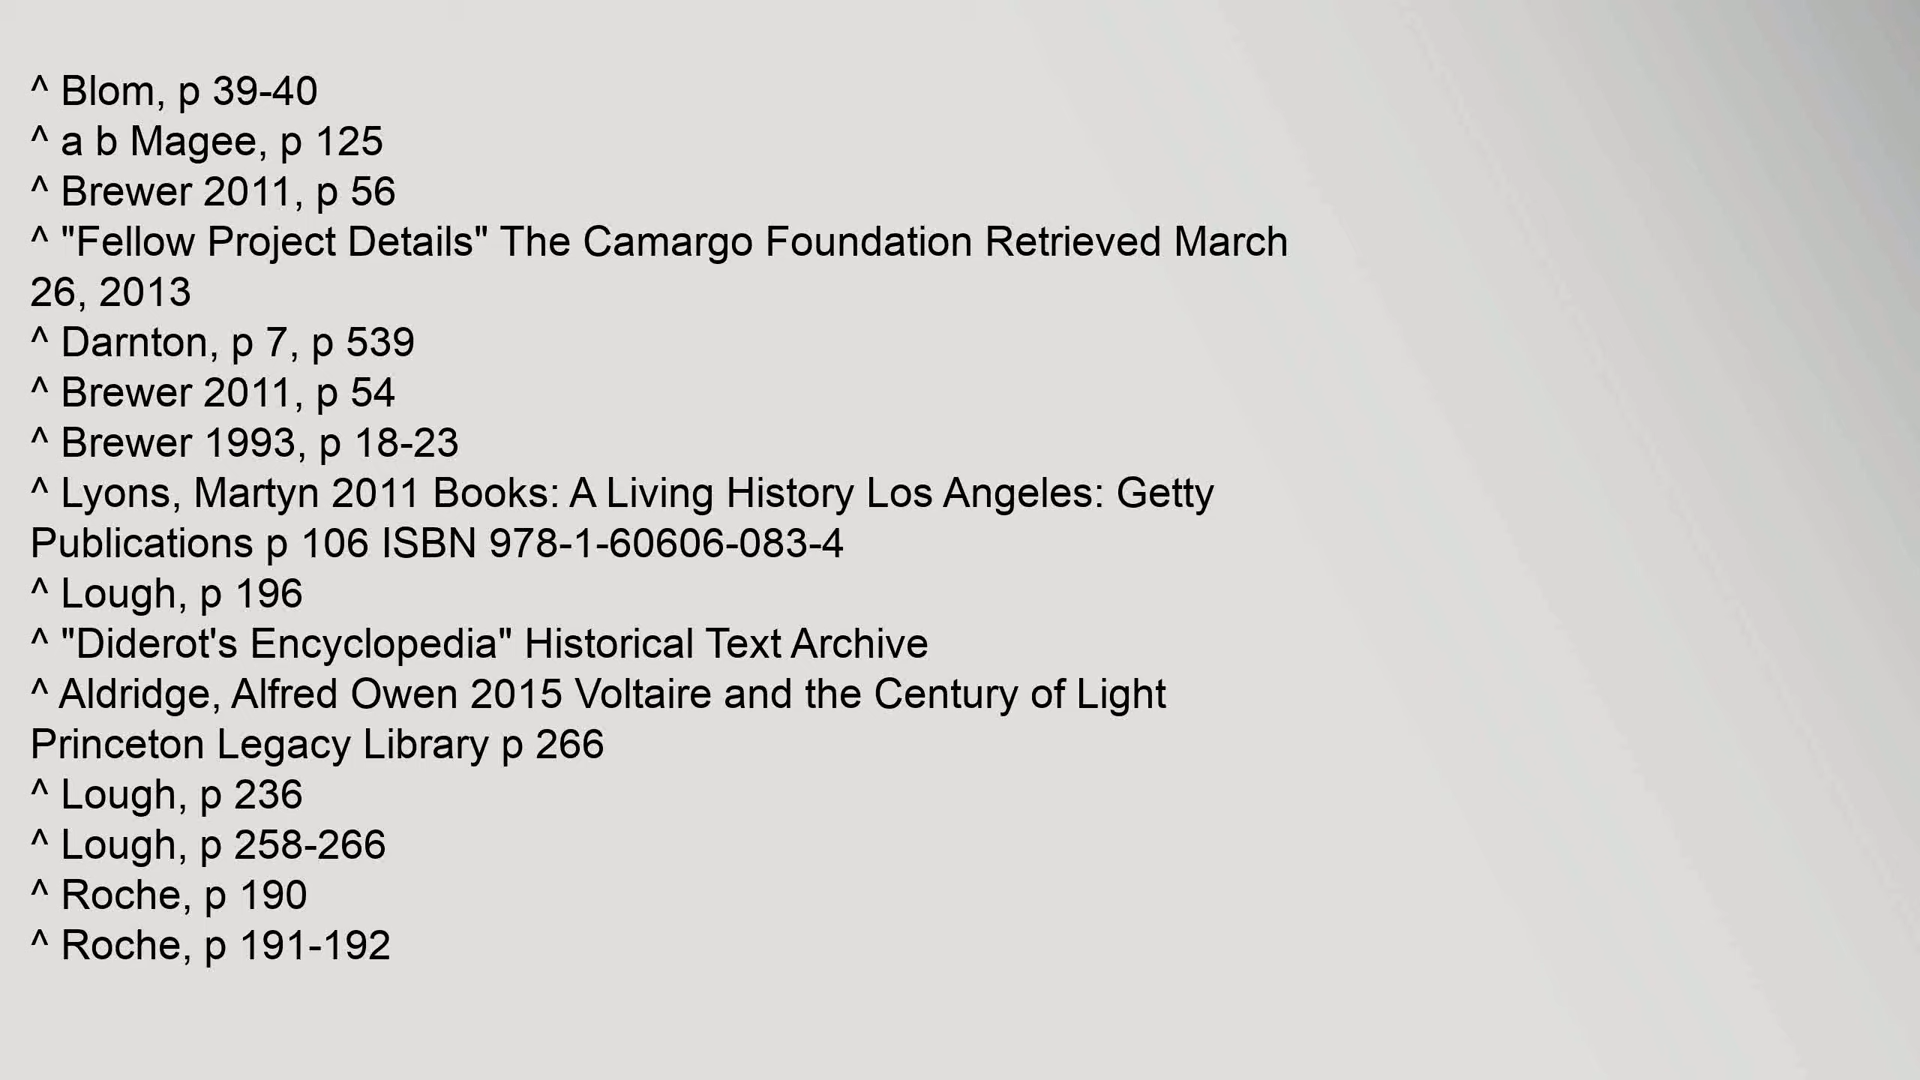 ^ Blom, p 39-40
^ a b Magee, p 125
^ Brewer 2011, p 56
^ "Fellow Project Details" The Camargo Foundation Retrieved March
26, 2013
^ Darnton, p 7, p 539
^ Brewer 2011, p 54
^ Brewer 1993, p 18-23
^ Lyons, Martyn 2011 Books: A Living History Los Angeles: Getty
Publications p 106 ISBN 978-1-60606-083-4
^ Lough, p 196
^ "Diderot's Encyclopedia" Historical Text Archive
^ Aldridge, Alfred Owen 2015 Voltaire and the Century of Light
Princeton Legacy Library p 266
^ Lough, p 236
^ Lough, p 258-266
^ Roche, p 190
^ Roche, p 191-192